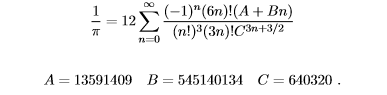 1/π = 12 ∑_{n=0}^{∞} (-1)^n(6n)!(A + Bn) / (n!)^3(3n)!C^{3n+3/2}
A = 13591409 B = 545140134 C = 640320 .